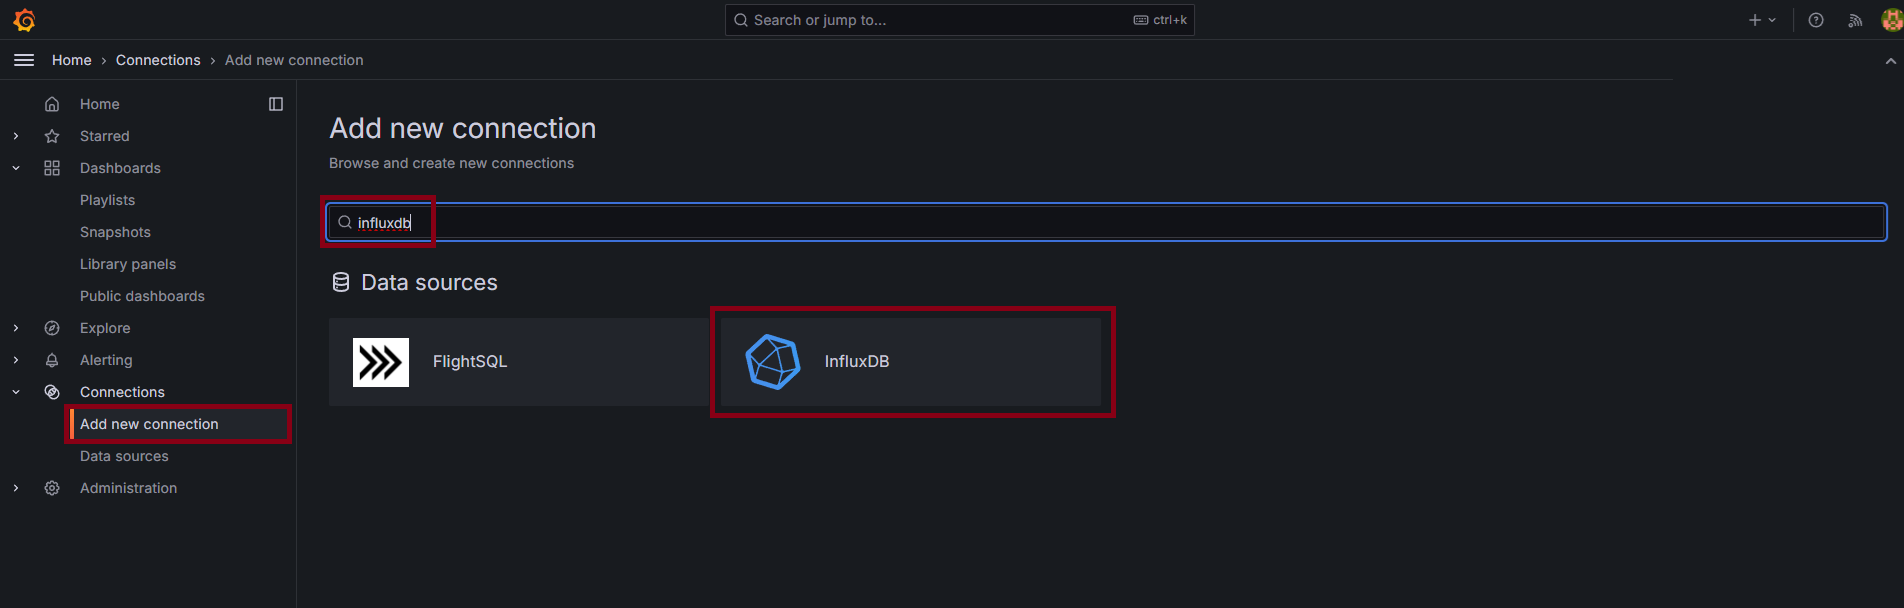 Search or jump to...
ctrl+k
Home › Connections › Add new connection
Home
Starred
Dashboards
Playlists
Snapshots
Library panels
Public dashboards
Explore
Alerting
Connections
Add new connection
Data sources
Administration
Add new connection
Browse and create new connections
influxdb
Data sources
FlightSQL
InfluxDB